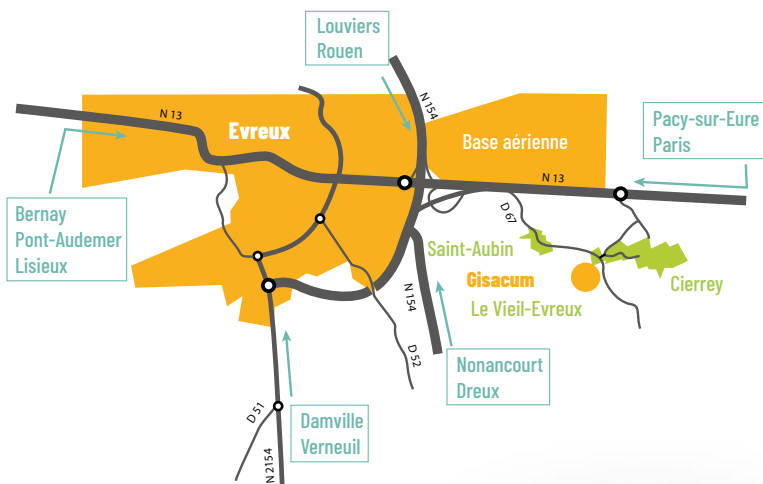 Louviers
Rouen
N 154
N 13
Evreux
Base aérienne
Pacy-sur-Eure
Paris
N 13
Bernay
Pont-Audemer
Lisieux
D 67
Saint-Aubin
Gisacum
Cierrey
Le Vieil-Evreux
N 154
D 52
Nonancourt
Dreux
D 51
Damville
Verneuil
N 2154